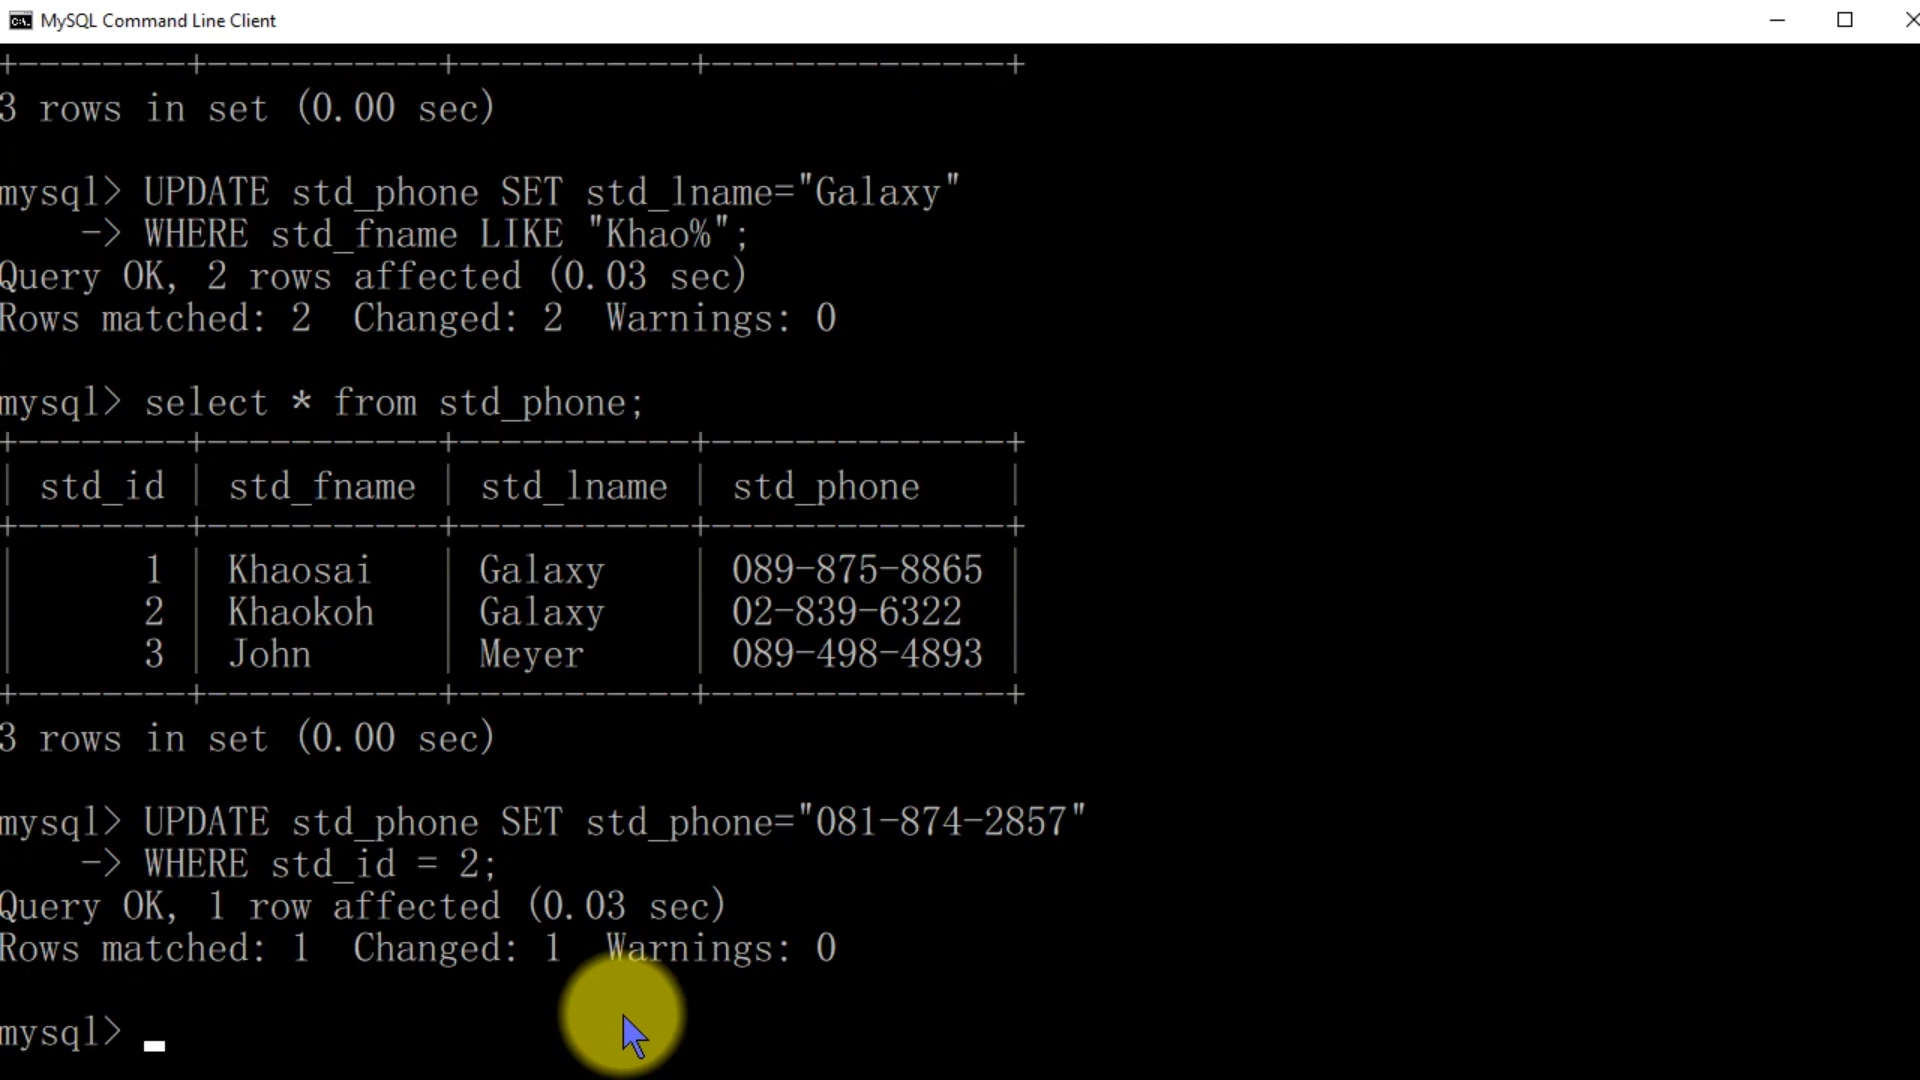 MySQL Command Line Client
+--------+-----------+-----------+--------------+
3 rows in set (0.00 sec)
mysql> UPDATE std_phone SET std_lname="Galaxy"
    -> WHERE std_fname LIKE "Khao%";
Query OK, 2 rows affected (0.03 sec)
Rows matched: 2  Changed: 2  Warnings: 0
mysql> select * from std_phone;
+--------+-----------+-----------+--------------+
| std_id | std_fname | std_lname | std_phone    |
+--------+-----------+-----------+--------------+
|      1 | Khaosai   | Galaxy    | 089-875-8865 |
|      2 | Khaokoh   | Galaxy    | 02-839-6322  |
|      3 | John      | Meyer     | 089-498-4893 |
+--------+-----------+-----------+--------------+
3 rows in set (0.00 sec)
mysql> UPDATE std_phone SET std_phone="081-874-2857"
    -> WHERE std_id = 2;
Query OK, 1 row affected (0.03 sec)
Rows matched: 1  Changed: 1  Warnings: 0
mysql>